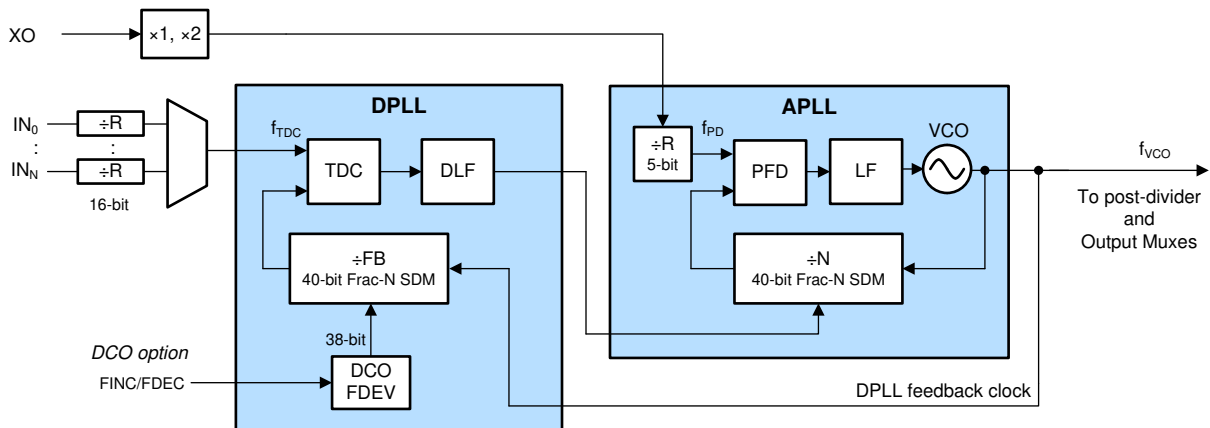 XO
×1, ×2
DPLL
APLL
IN0
:
INN
÷R
:
÷R
16-bit
fTDC
TDC
DLF
÷FB
40-bit Frac-N SDM
38-bit
DCO
FDEV
DCO option
FINC/FDEC
÷R
5-bit
fPD
PFD
LF
VCO
÷N
40-bit Frac-N SDM
fVCO
To post-divider
and
Output Muxes
DPLL feedback clock